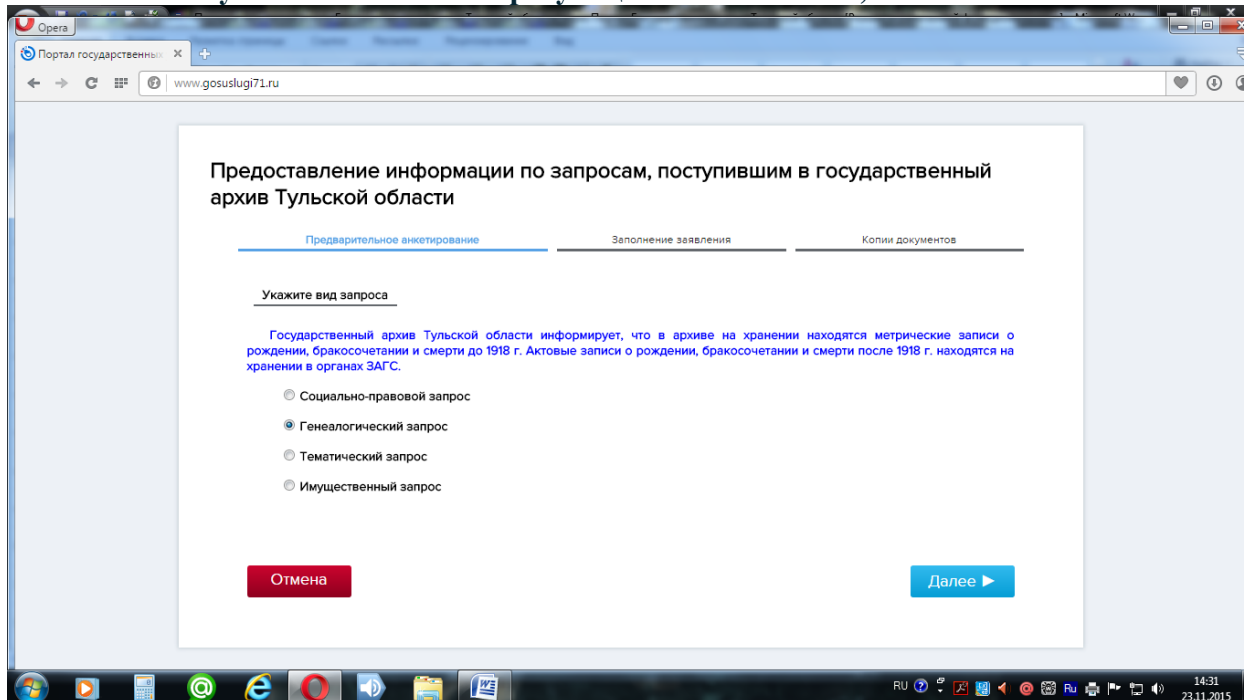 Opera
Портал государственных
www.gosuslugi71.ru
Предоставление информации по запросам, поступившим в государственный
архив Тульской области
Предварительное анкетирование
Заполнение заявления
Копии документов
Укажите вид запроса
Государственный архив Тульской области информирует, что в архиве на хранении находятся метрические записи о
рождении, бракосочетании и смерти до 1918 г. Актовые записи о рождении, бракосочетании и смерти после 1918 г. находятся на
хранении в органах ЗАГС.
Социально-правовой запрос
Генеалогический запрос
Тематический запрос
Имущественный запрос
Отмена
Далее
RU
Ru
14:31
23.11.2015